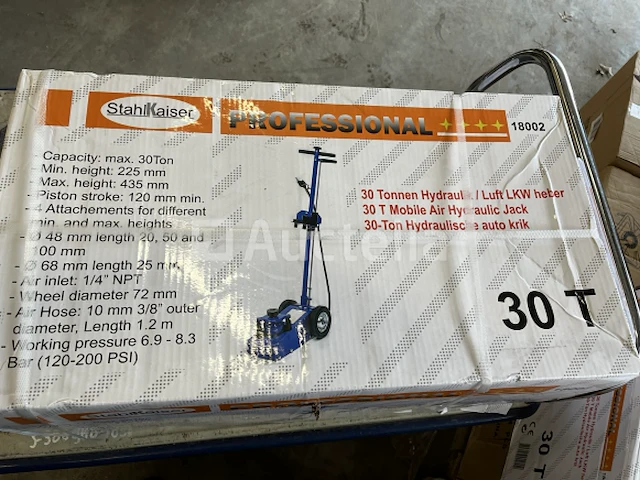 StahlKaiser
PROFESSIONAL
18002
- Capacity: max. 30Ton
- Min. height: 225 mm
- Max. height: 435 mm
- Piston stroke: 120 mm min.
- 4 Attachements for different
min. and max. heights
- Ø 48 mm length 20, 50 and
100 mm
- Ø 68 mm length 25 mm
- Air inlet: 1/4" NPT
- Wheel diameter 72 mm
- Air Hose: 10 mm 3/8" outer
diameter, Length 1.2 m
- Working pressure 6.9 - 8.3
Bar (120-200 PSI)
30 Tonnen Hydraulik / Luft LKW heber
30 T Mobile Air Hydraulic Jack
30-Ton Hydraulische auto krik
30 T
30 T
CE